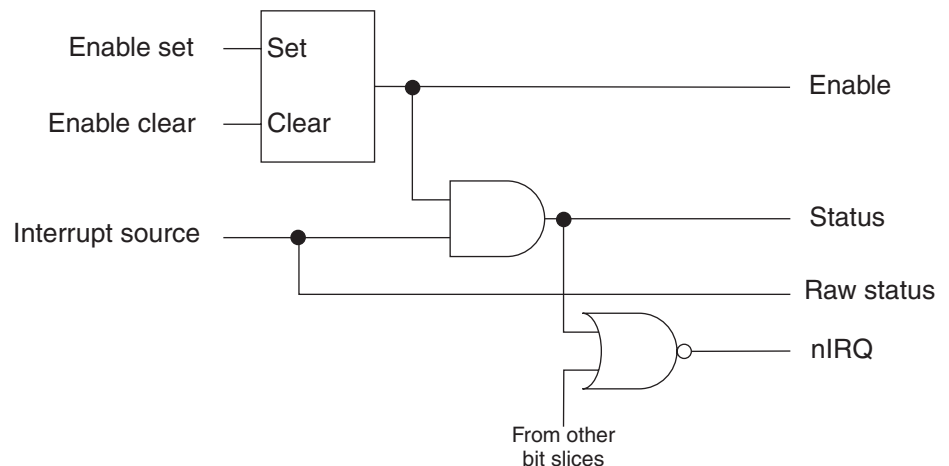 Enable set
Set
Enable
Enable clear
Clear
Interrupt source
Status
Raw status
nIRQ
From other
bit slices